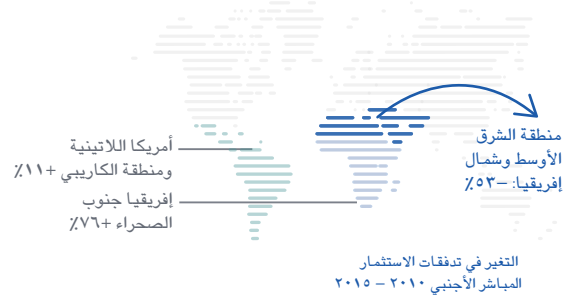 منطقة الشرق
الأوسط وشمال
إفريقيا: –٥٣٪
أمريكا اللاتينية
ومنطقة الكاريبي +١١٪
إفريقيا جنوب
الصحراء +٧٦٪
التغير في تدفقات الاستثمار
المباشر الأجنبي ٢٠١٠ – ٢٠١٥